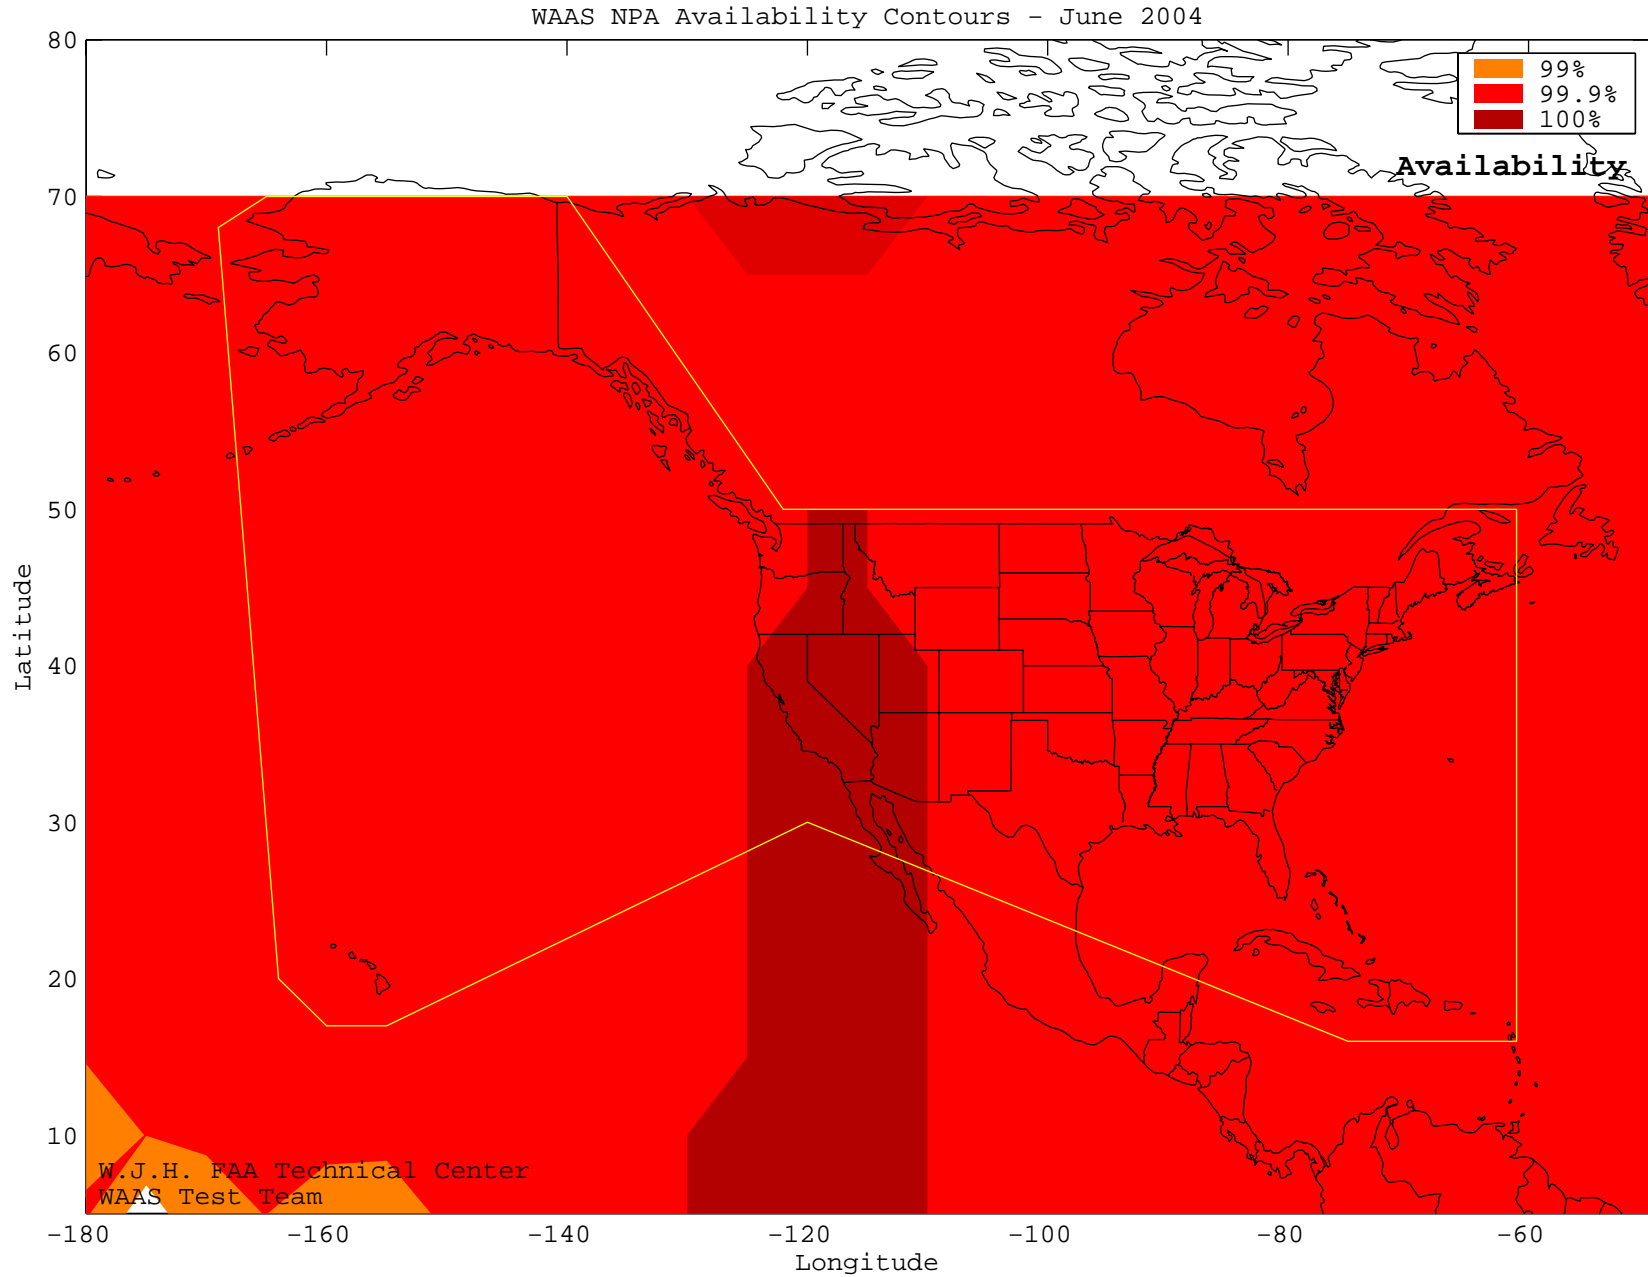 WAAS NPA Availability Contours - June 2004
80
99%
99.9%
100%
Availability
70
60
50
Latitude
40
30
20
10
W.J.H. FAA Technical Center
WAAS Test Team
-180 -160 -140 -120 -100 -80 -60
Longitude